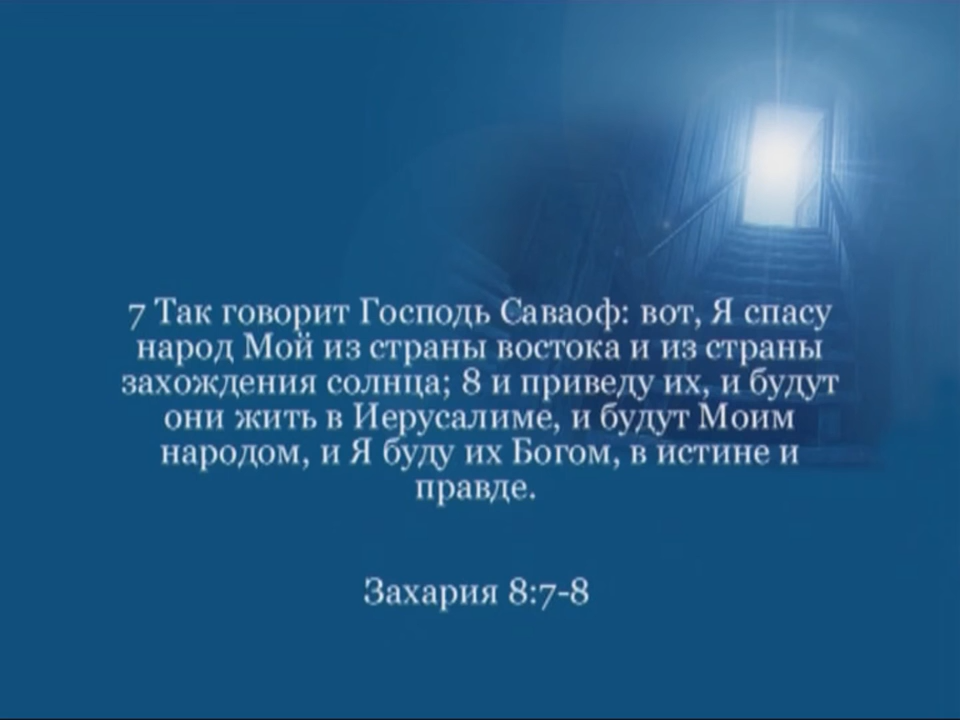 7 Так говорит Господь Саваоф: вот, Я спасу
народ Мой из страны востока и из страны
захождения солнца; 8 и приведу их, и будут
они жить в Иерусалиме, и будут Моим
народом, и Я буду их Богом, в истине и
правде.
Захария 8:7-8